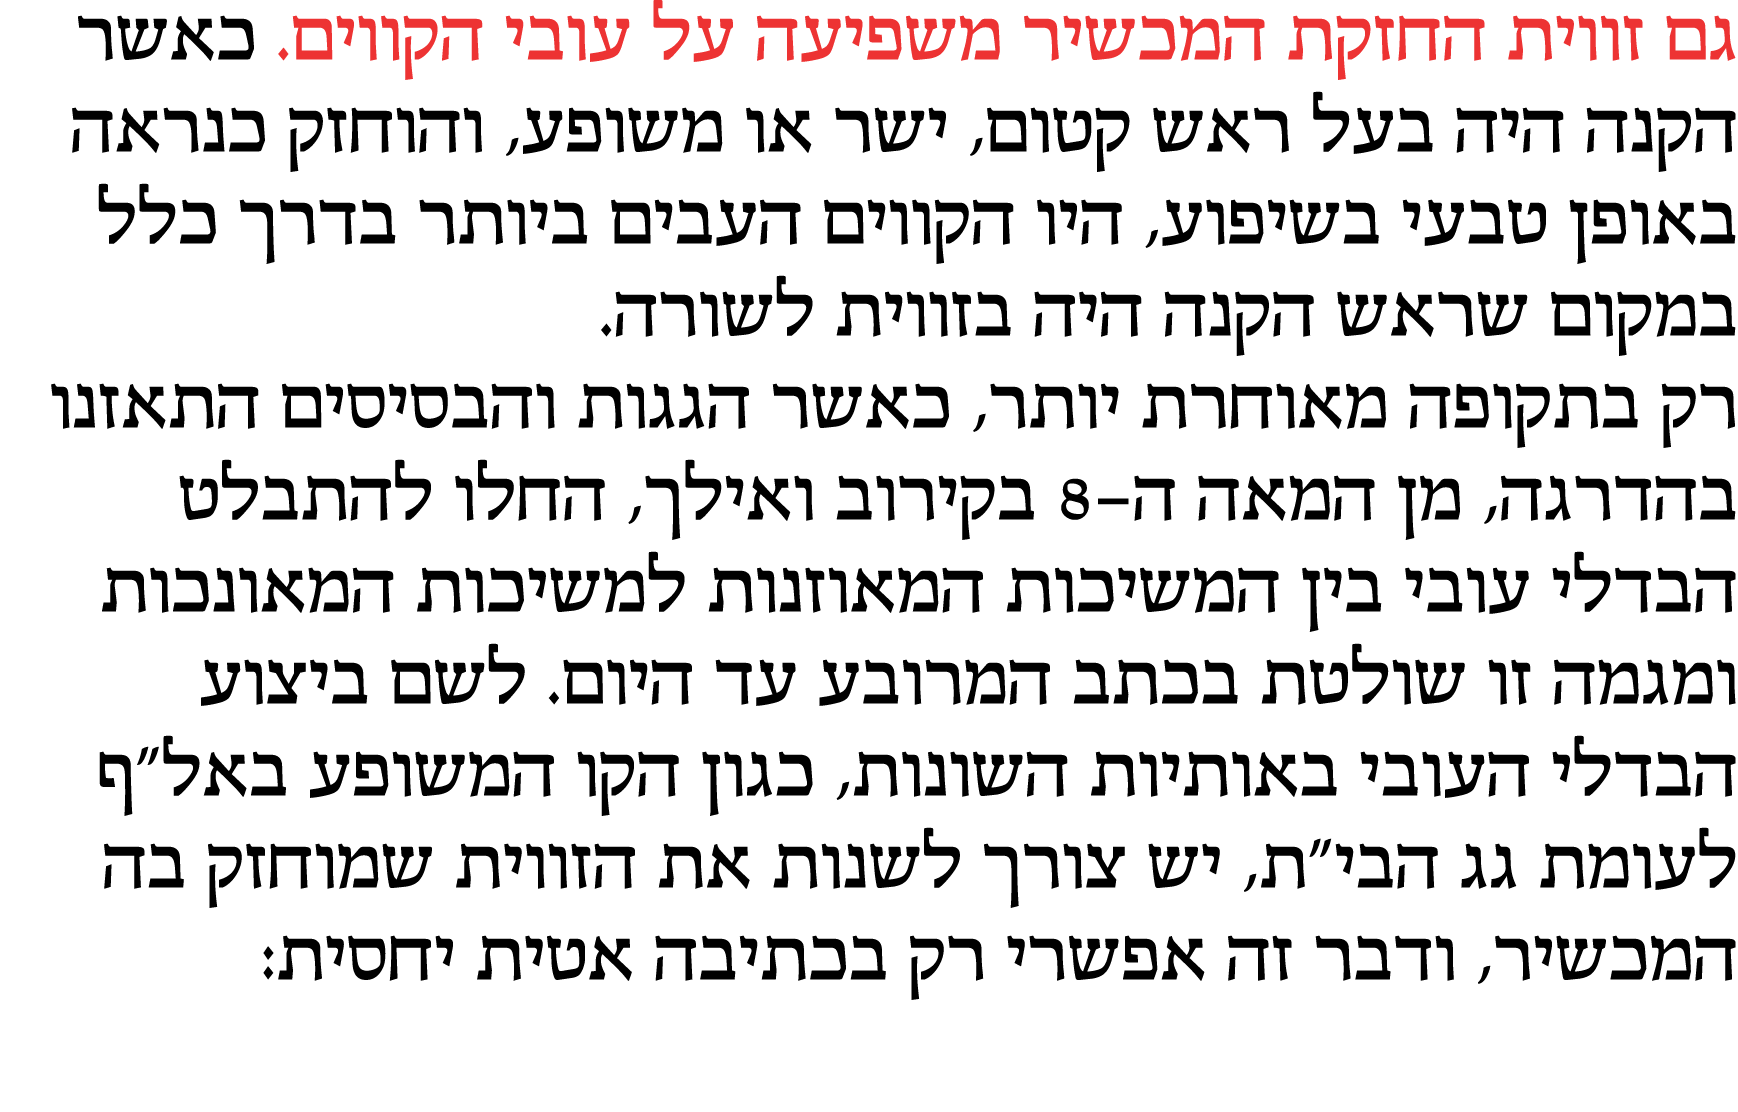 גם זווית החזקת המכשיר משפיעה על עובי הקווים. כאשר
הקנה היה בעל ראש קטום, ישר או משופע, והוחזק כנראה
באופן טבעי בשיפוע, היו הקווים העבים ביותר בדרך כלל
במקום שראש הקנה היה בזווית לשורה.
רק בתקופה מאוחרת יותר, כאשר הגגות והבסיסים התאזנו
בהדרגה, מן המאה ה–8 בקירוב ואילך, החלו להתבלט
הבדלי עובי בין המשיכות המאוזנות למשיכות המאונכות
ומגמה זו שולטת בכתב המרובע עד היום. לשם ביצוע
הבדלי העובי באותיות השונות, כגון הקו המשופע באל״ף
לעומת גג הבי״ת, יש צורך לשנות את הזווית שמוחזק בה
המכשיר, ודבר זה אפשרי רק בכתיבה אטית יחסית: